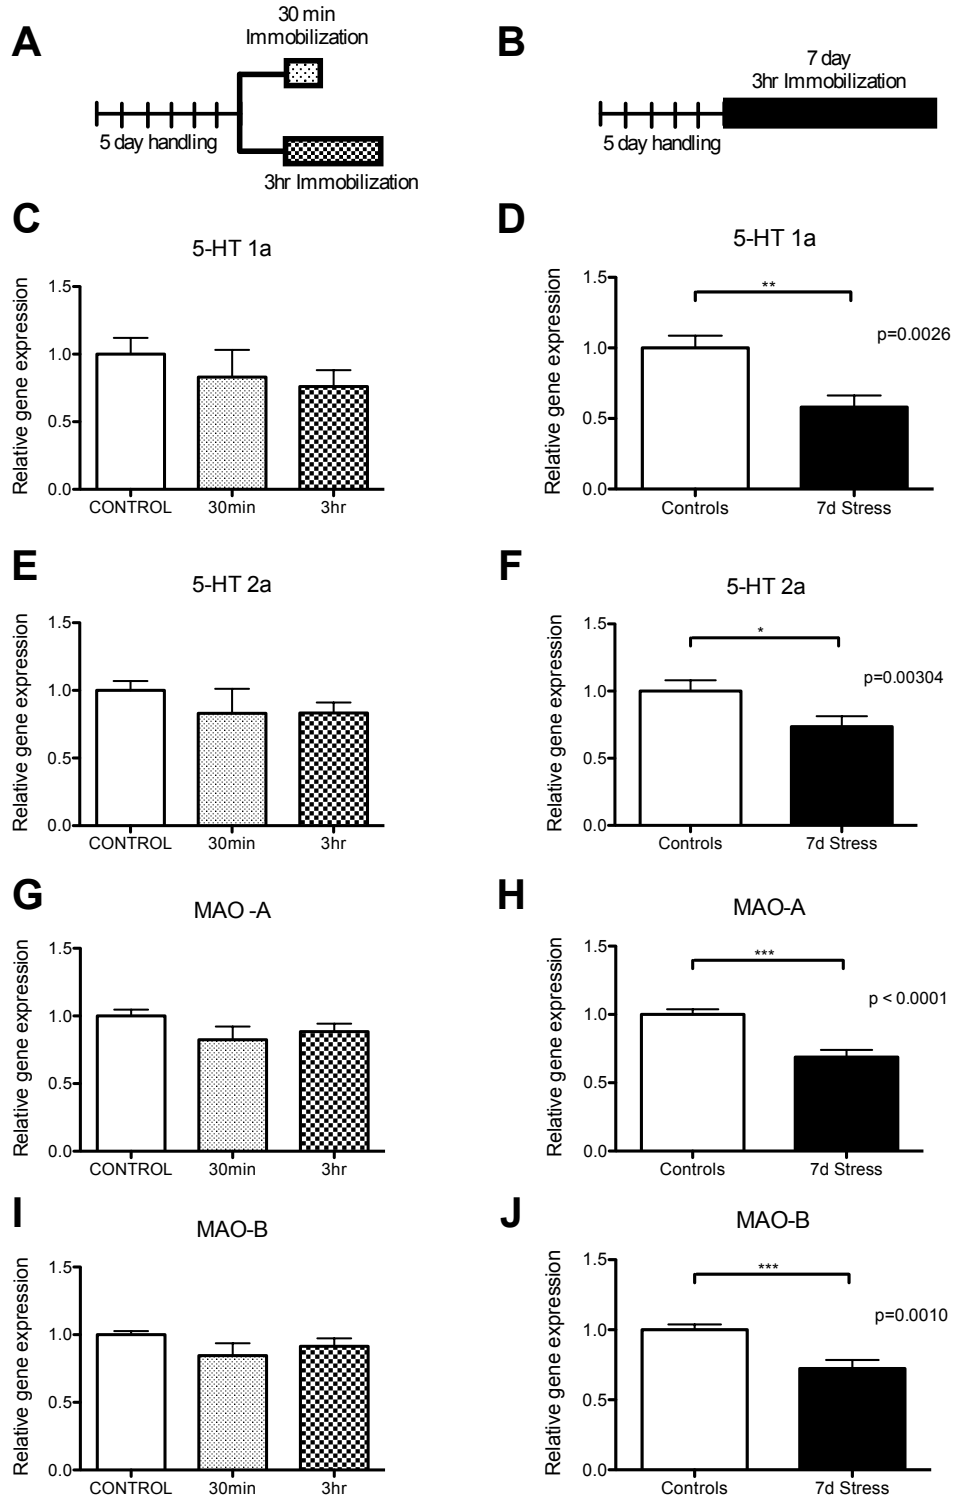 A
30 min
Immobilization
5 day handling
3hr Immobilization
B
7 day
3hr Immobilization
5 day handling
C
5-HT 1a
Relative gene expression
1.5
1.0
0.5
0.0
CONTROL 30min 3hr
D
5-HT 1a
Relative gene expression
1.5
1.0
0.5
0.0
**
p=0.0026
Controls 7d Stress
E
5-HT 2a
Relative gene expression
1.5
1.0
0.5
0.0
CONTROL 30min 3hr
F
5-HT 2a
Relative gene expression
1.5
1.0
0.5
0.0
*
p=0.00304
Controls 7d Stress
G
MAO -A
Relative gene expression
1.5
1.0
0.5
0.0
CONTROL 30min 3hr
H
MAO-A
Relative gene expression
1.5
1.0
0.5
0.0
***
p < 0.0001
Controls 7d Stress
I
MAO-B
Relative gene expression
1.5
1.0
0.5
0.0
CONTROL 30min 3hr
J
MAO-B
Relative gene expression
1.5
1.0
0.5
0.0
***
p=0.0010
Controls 7d Stress